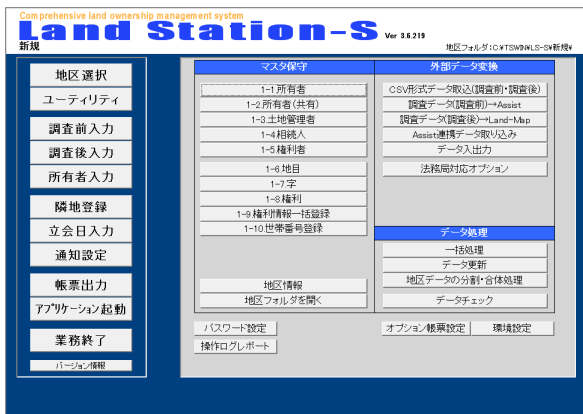 Comprehensive land ownership management system
Land Station-S Ver 3.6.219
新規
地区フォルダ:C:¥TSWIN¥LS-S¥新規¥
地区選択
ユーティリティ
調査前入力
調査後入力
所有者入力
隣地登録
立会日入力
通知設定
帳票出力
アプリケーション起動
業務終了
バージョン情報
マスタ保守
1-1.所有者
1-2.所有者(共有)
1-3.土地管理者
1-4.相続人
1-5.権利者
1-6.地目
1-7.字
1-8.権利
1-9.権利情報一括登録
1-10.世帯番号登録
地区情報
地区フォルダを開く
外部データ変換
CSV形式データ取込(調査前・調査後)
調査データ(調査前)→Assist
調査データ(調査後)→Land-Map
Assist連携データ取り込み
データ入出力
法務局対応オプション
データ処理
一括処理
データ更新
地区データの分割・合体処理
データチェック
パスワード設定
操作ログレポート
オプション帳票設定
環境設定